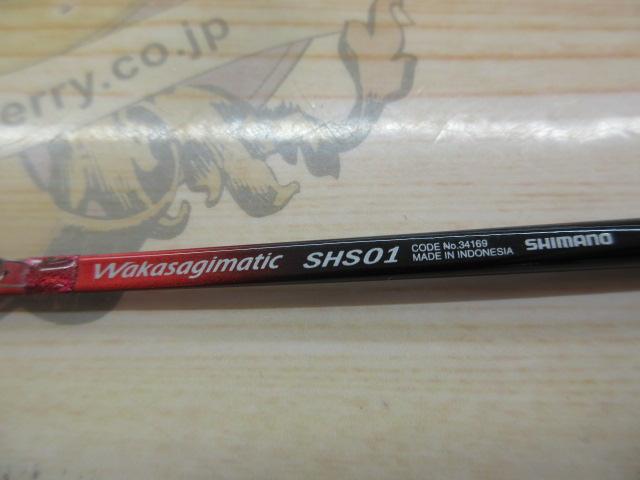 erry.co.jp
Wakasagimatic SHS01 CODE No.34169
MADE IN INDONESIA SHIMANO